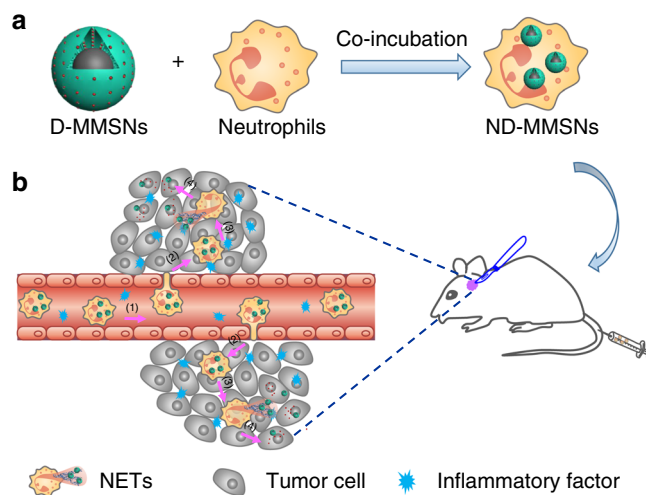 a
+
Co-incubation
D-MMSNs
Neutrophils
ND-MMSNs
b
(4)
(3)
(2)
(1)
(2)
(3)
(4)
NETs
Tumor cell
Inflammatory factor